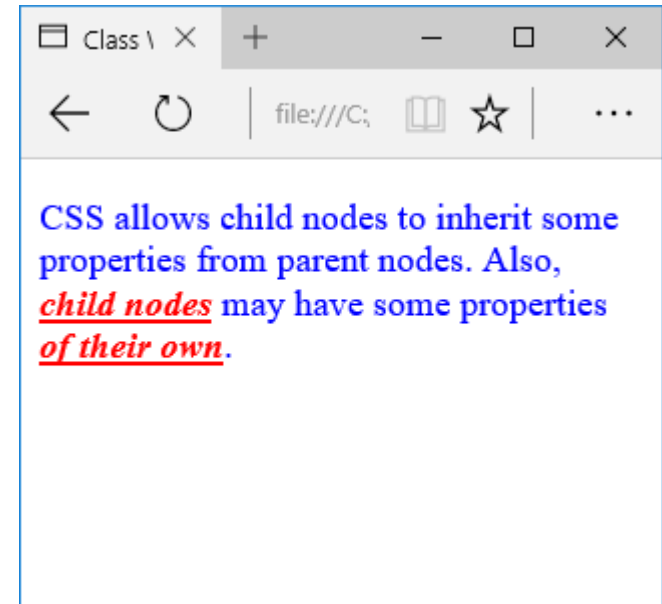 Class \
file:///C:
CSS allows child nodes to inherit some
properties from parent nodes. Also,
child nodes may have some properties
of their own.